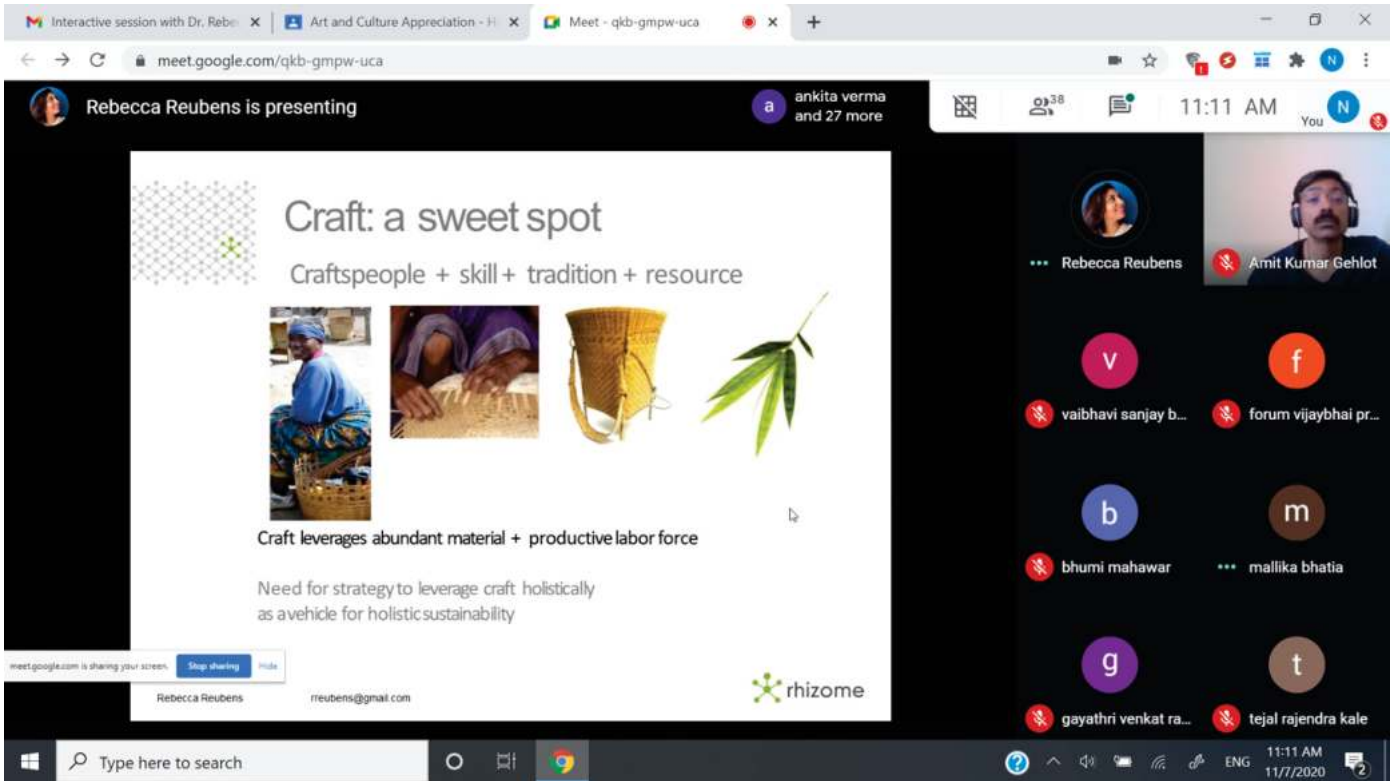 Interactive session with Dr. Rebe
Art and Culture Appreciation - H
Meet - qkb-gmpw-uca
meet.google.com/qkb-gmpw-uca
N
Rebecca Reubens is presenting
a
ankita verma
and 27 more
38
11:11 AM
You
N
Craft: a sweet spot
Craftspeople + skill + tradition + resource
Craft leverages abundant material + productive labor force
Need for strategy to leverage craft holistically
as a vehicle for holistic sustainability
meet.google.com is sharing your screen.
Stop sharing
Hide
Rebecca Reubens
rreubens@gmail.com
rhizome
Rebecca Reubens
Amit Kumar Gehlot
v
vaibhavi sanjay b...
f
forum vijaybhai pr...
b
bhumi mahawar
m
mallika bhatia
g
gayathri venkat ra...
t
tejal rajendra kale
Type here to search
ENG
11:11 AM
11/7/2020
2